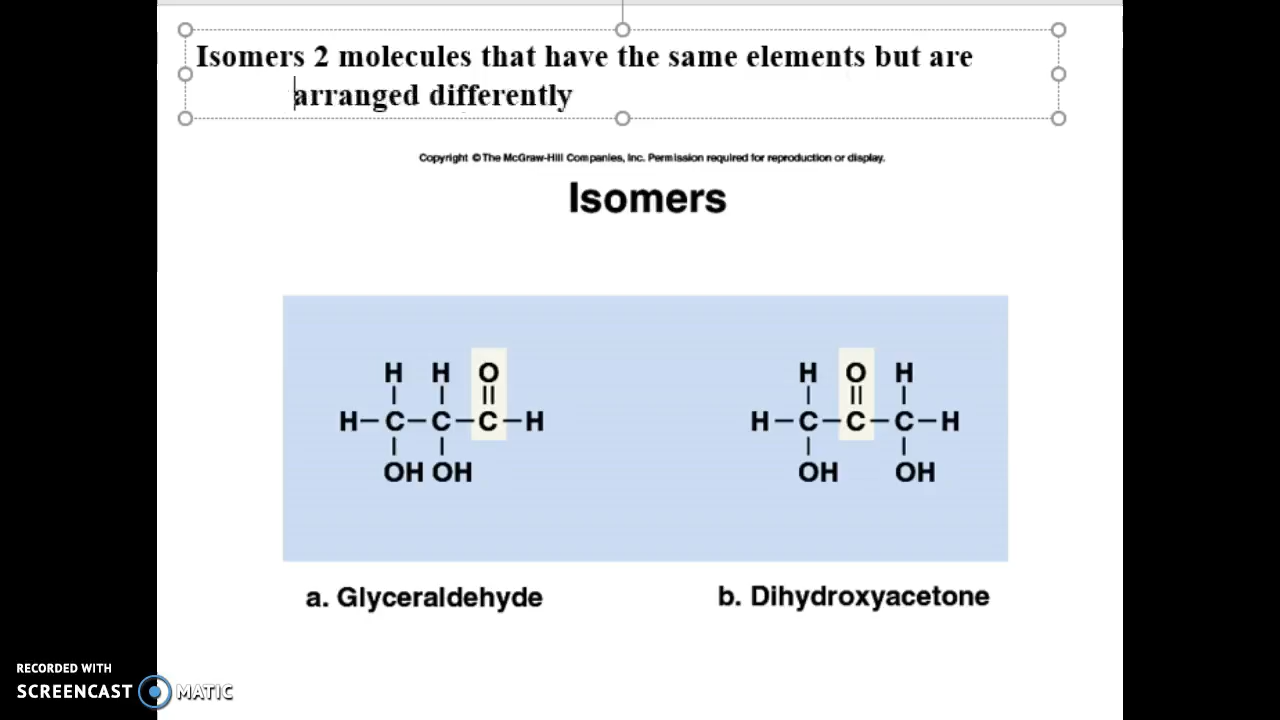 Isomers 2 molecules that have the same elements but are
arranged differently
Copyright © The McGraw-Hill Companies, Inc. Permission required for reproduction or display.
Isomers
H H O
H–C–C–C–H
OH OH
H O H
H–C–C–C–H
OH OH
a. Glyceraldehyde
b. Dihydroxyacetone
RECORDED WITH
SCREENCAST MATIC